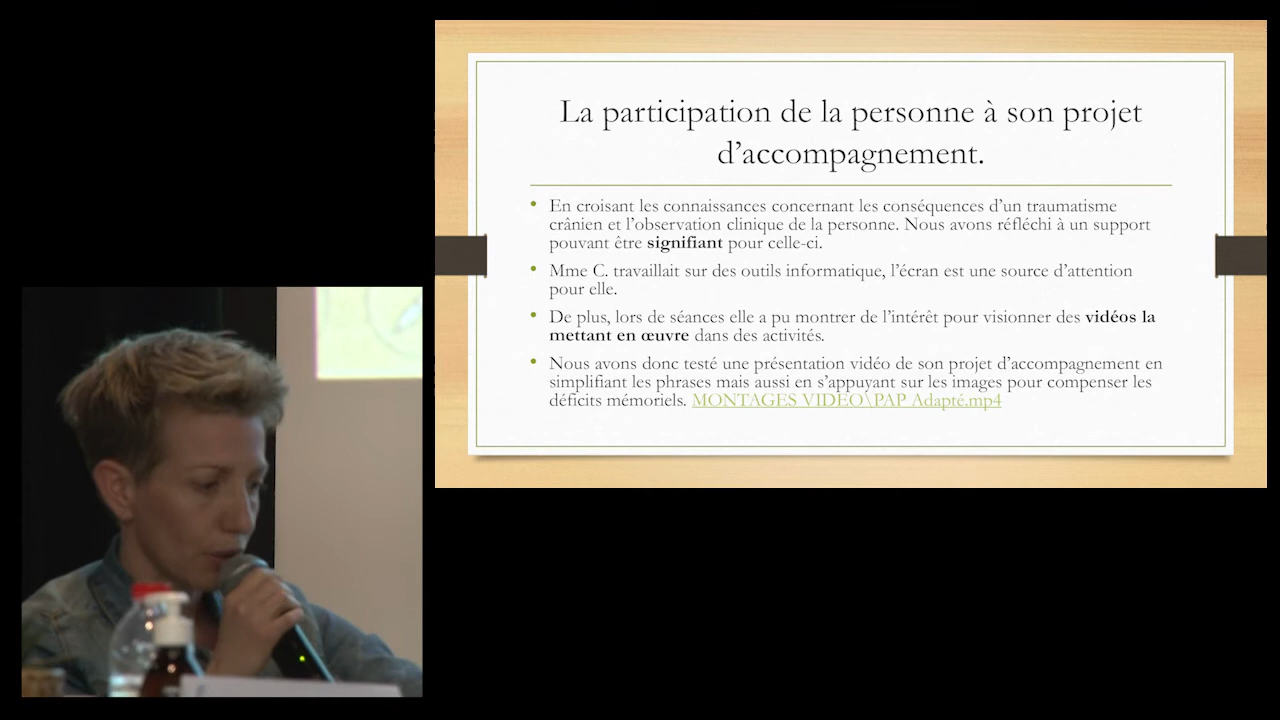 La participation de la personne à son projet
d’accompagnement.
• En croisant les connaissances concernant les conséquences d’un traumatisme
crânien et l’observation clinique de la personne. Nous avons réfléchi à un support
pouvant être signifiant pour celle-ci.
• Mme C. travaillait sur des outils informatique, l’écran est une source d’attention
pour elle.
• De plus, lors de séances elle a pu montrer de l’intérêt pour visionner des vidéos la
mettant en œuvre dans des activités.
• Nous avons donc testé une présentation vidéo de son projet d’accompagnement en
simplifiant les phrases mais aussi en s’appuyant sur les images pour compenser les
déficits mémoriels. MONTAGES VIDEO\PAP Adapté.mp4